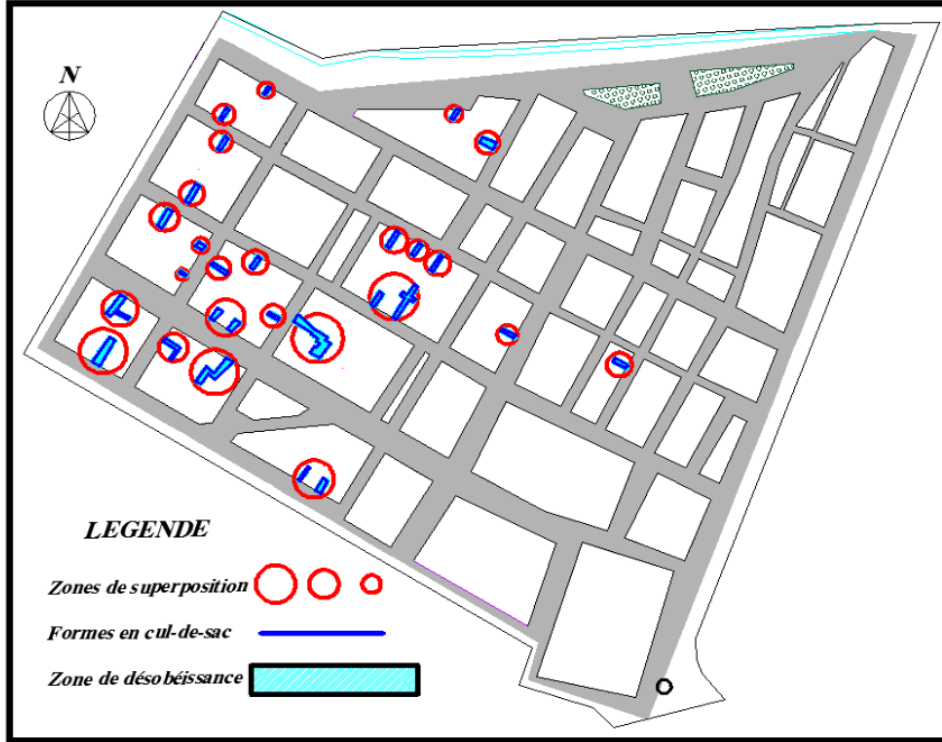 N
LEGENDE
Zones de superposition
Formes en cul-de-sac
Zone de désobéissance